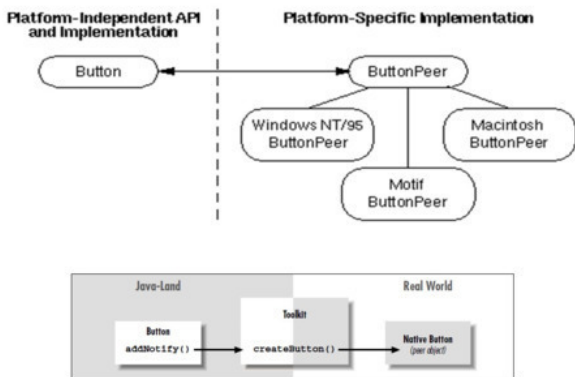 Platform-Independent API
and Implementation
Platform-Specific Implementation
Button
ButtonPeer
Windows NT/95
ButtonPeer
Macintosh
ButtonPeer
Motif
ButtonPeer
Java-Land
Real World
Toolkit
Button
addNotify()
createButton()
Native Button
(peer object)